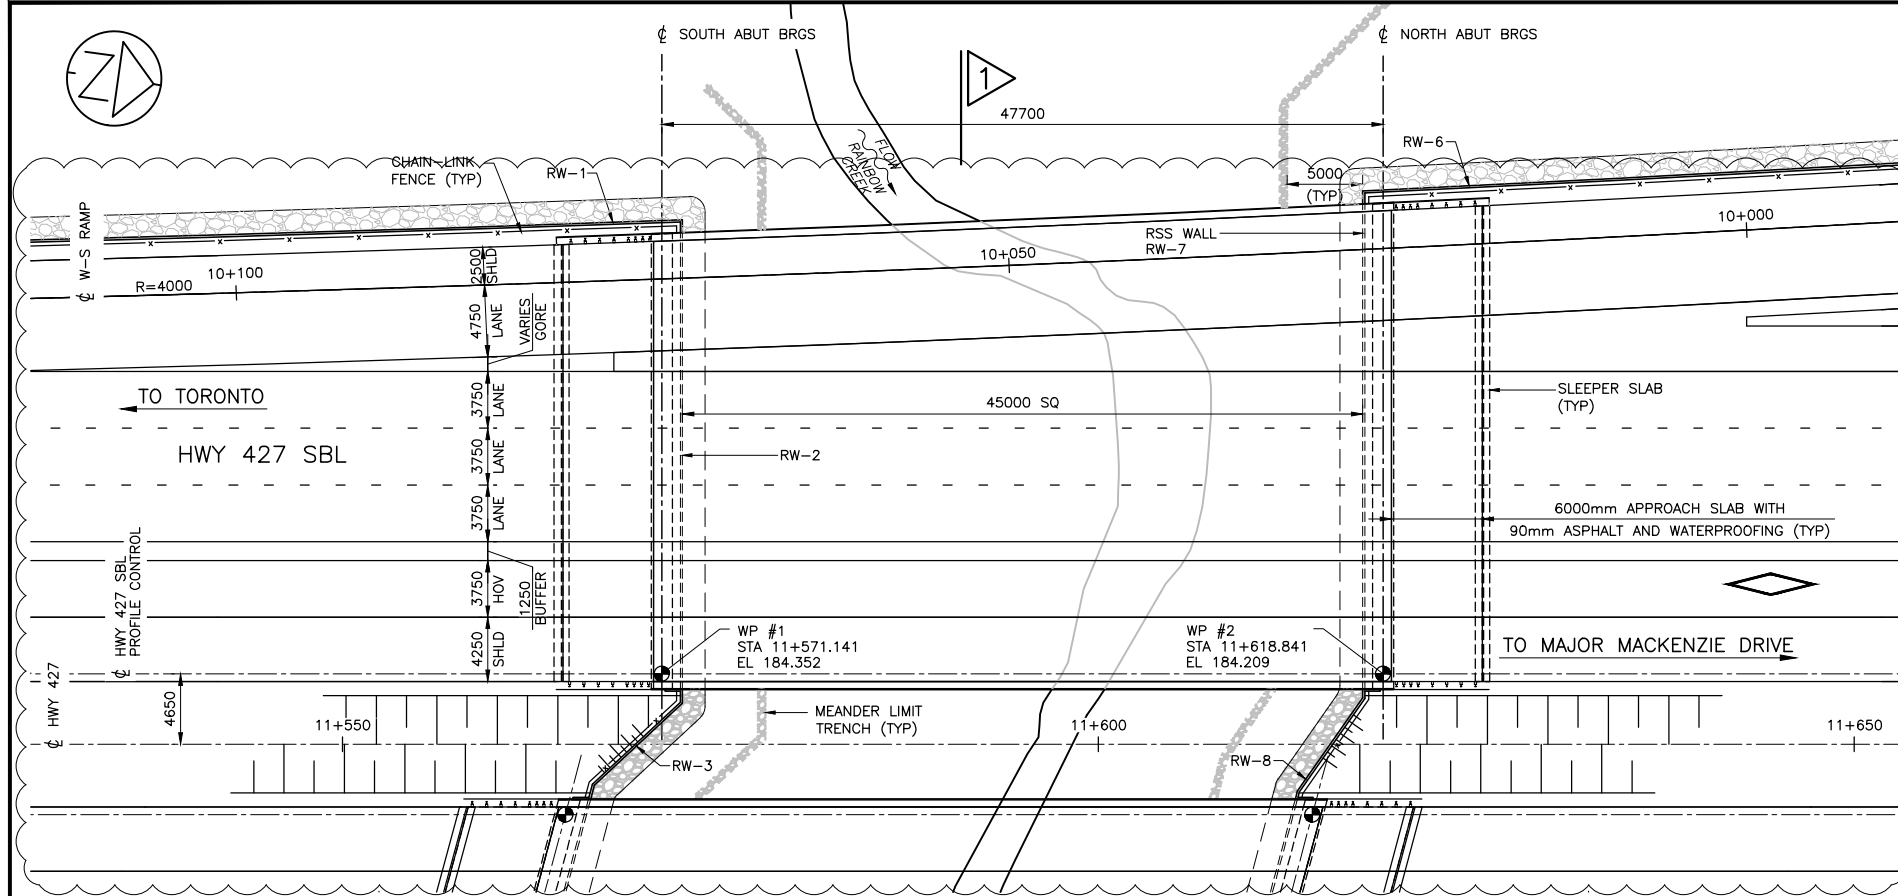 ℄ SOUTH ABUT BRGS
℄ NORTH ABUT BRGS
N
1
47700
FLOW
RAINBOW
CREEK
CHAIN-LINK
FENCE (TYP)
RW-1
RW-6
5000
(TYP)
℄ W-S RAMP
R=4000
10+100
2500
SHLD
10+050
RSS WALL
RW-7
10+000
4750
LANE
VARIES
GORE
TO TORONTO
3750
LANE
45000 SQ
SLEEPER SLAB
(TYP)
HWY 427 SBL
3750
LANE
RW-2
3750
LANE
6000mm APPROACH SLAB WITH
90mm ASPHALT AND WATERPROOFING (TYP)
℄ HWY 427 SBL
PROFILE CONTROL
3750
HOV
1250
BUFFER
4250
SHLD
WP #1
STA 11+571.141
EL 184.352
WP #2
STA 11+618.841
EL 184.209
TO MAJOR MACKENZIE DRIVE
℄ HWY 427
4650
11+550
MEANDER LIMIT
TRENCH (TYP)
11+600
11+650
RW-3
RW-8